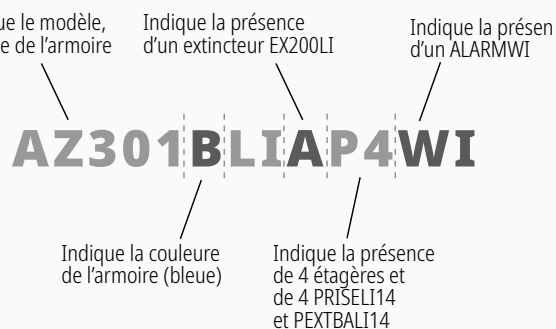 ue le modèle,
e de l'armoire
Indique la présence
d'un extincteur EX200LI
Indique la présen
d'un ALARMWI
AZ301BLIAP4WI
Indique la couleure
de l'armoire (bleue)
Indique la présence
de 4 étagères et
de 4 PRISELI14
et PEXTBALI14